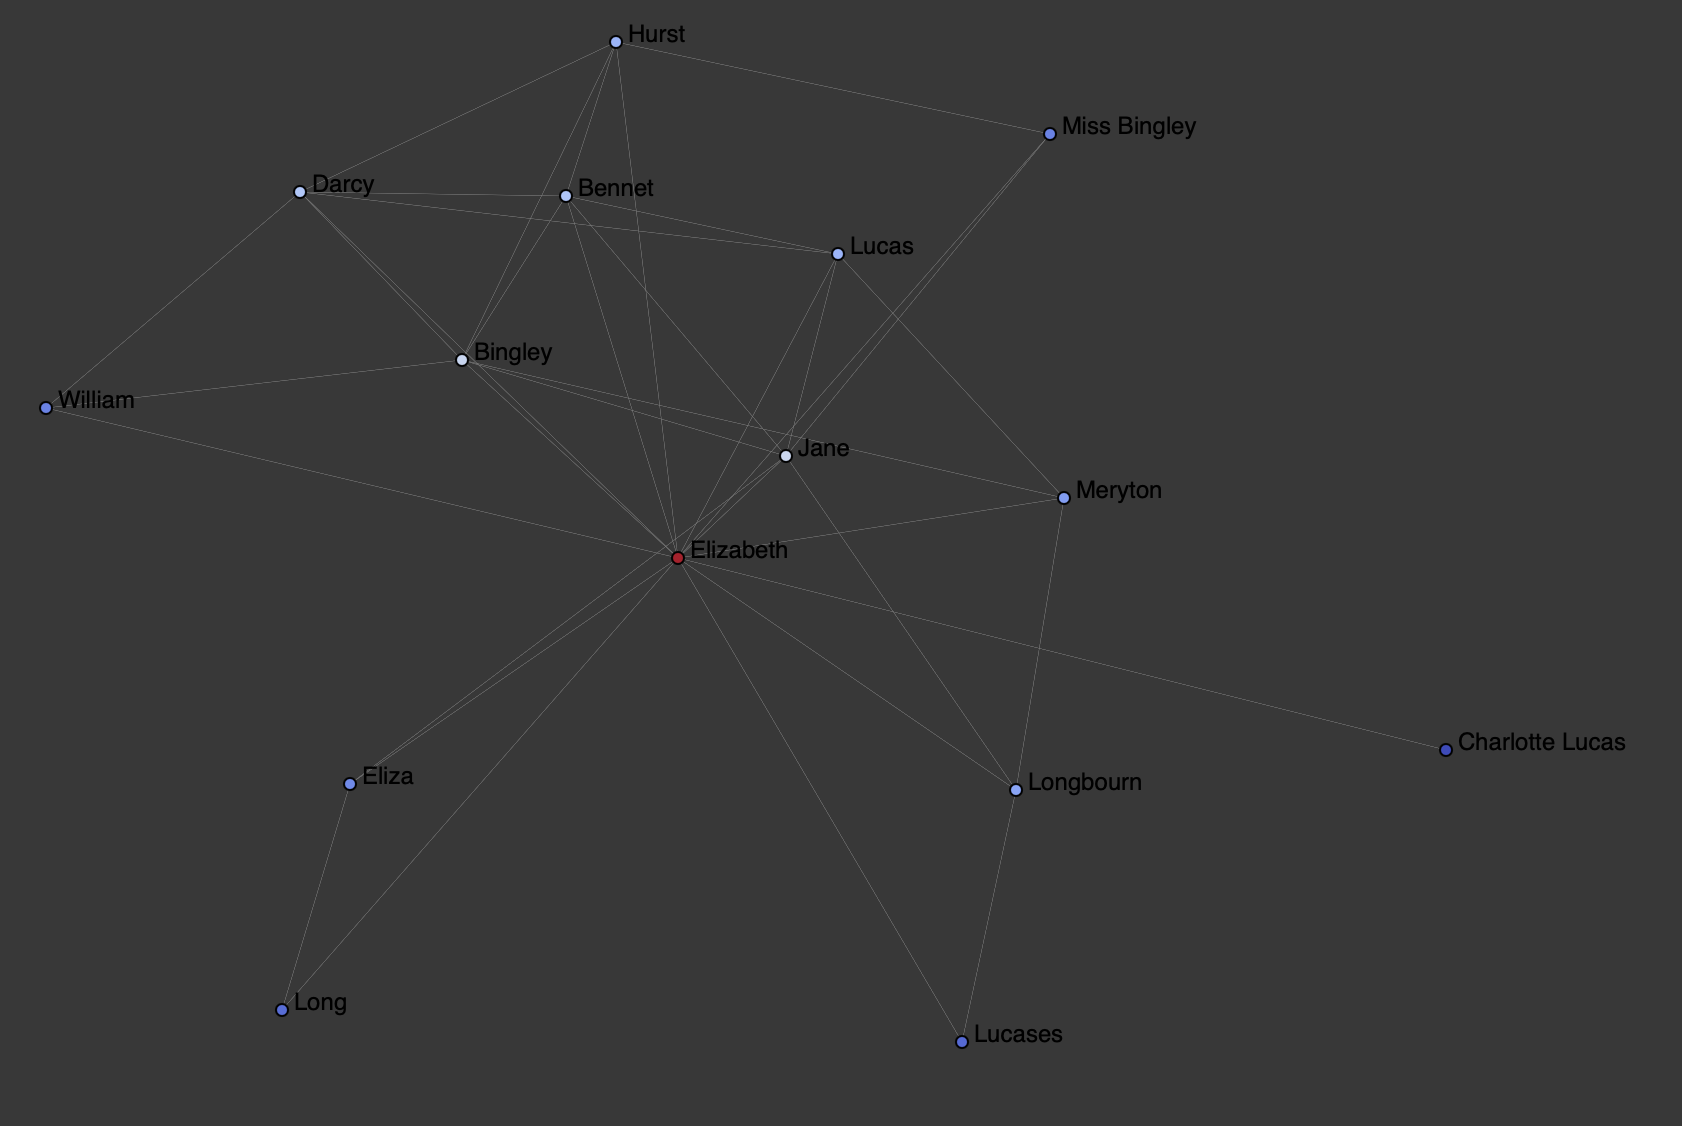 Hurst
Miss Bingley
Darcy
Bennet
Lucas
Bingley
William
Jane
Meryton
Elizabeth
Charlotte Lucas
Eliza
Longbourn
Long
Lucases